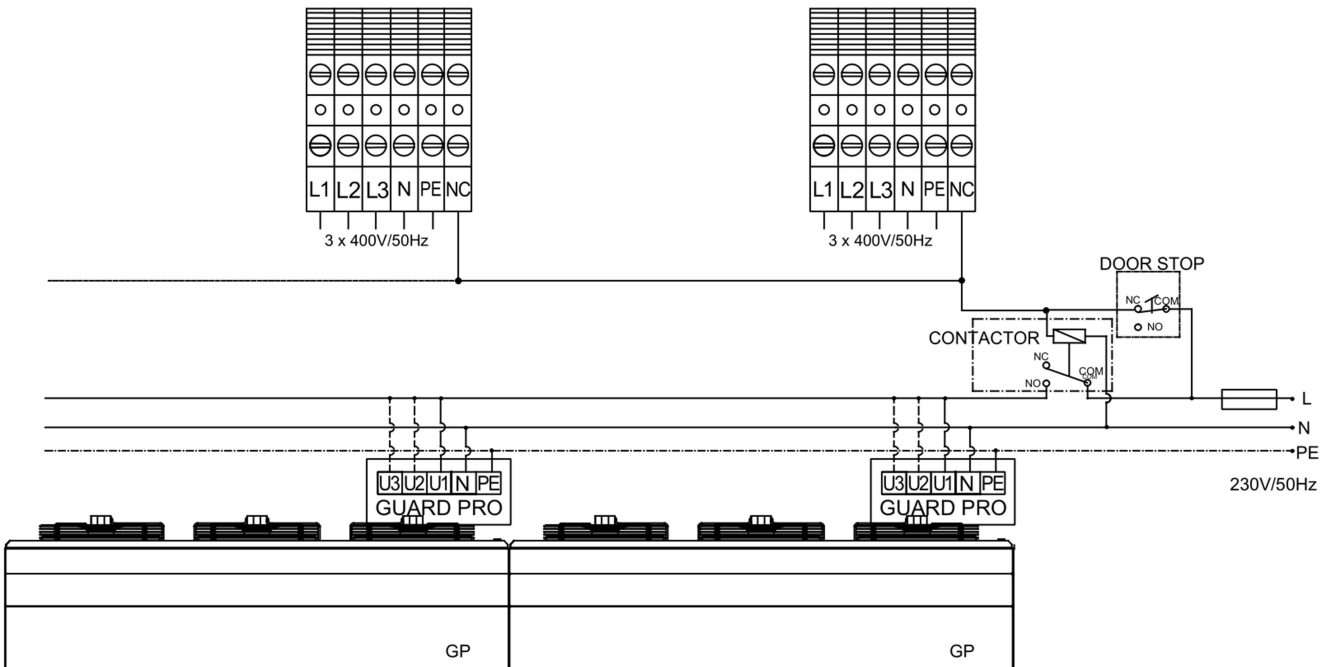 L1 L2 L3 N PE NC
3 x 400V/50Hz
L1 L2 L3 N PE NC
3 x 400V/50Hz
DOOR STOP
NC COM
NO
CONTACTOR
NC
COM
COM
NO
L
N
PE
230V/50Hz
U3 U2 U1 N PE
GUARD PRO
U3 U2 U1 N PE
GUARD PRO
GP
GP